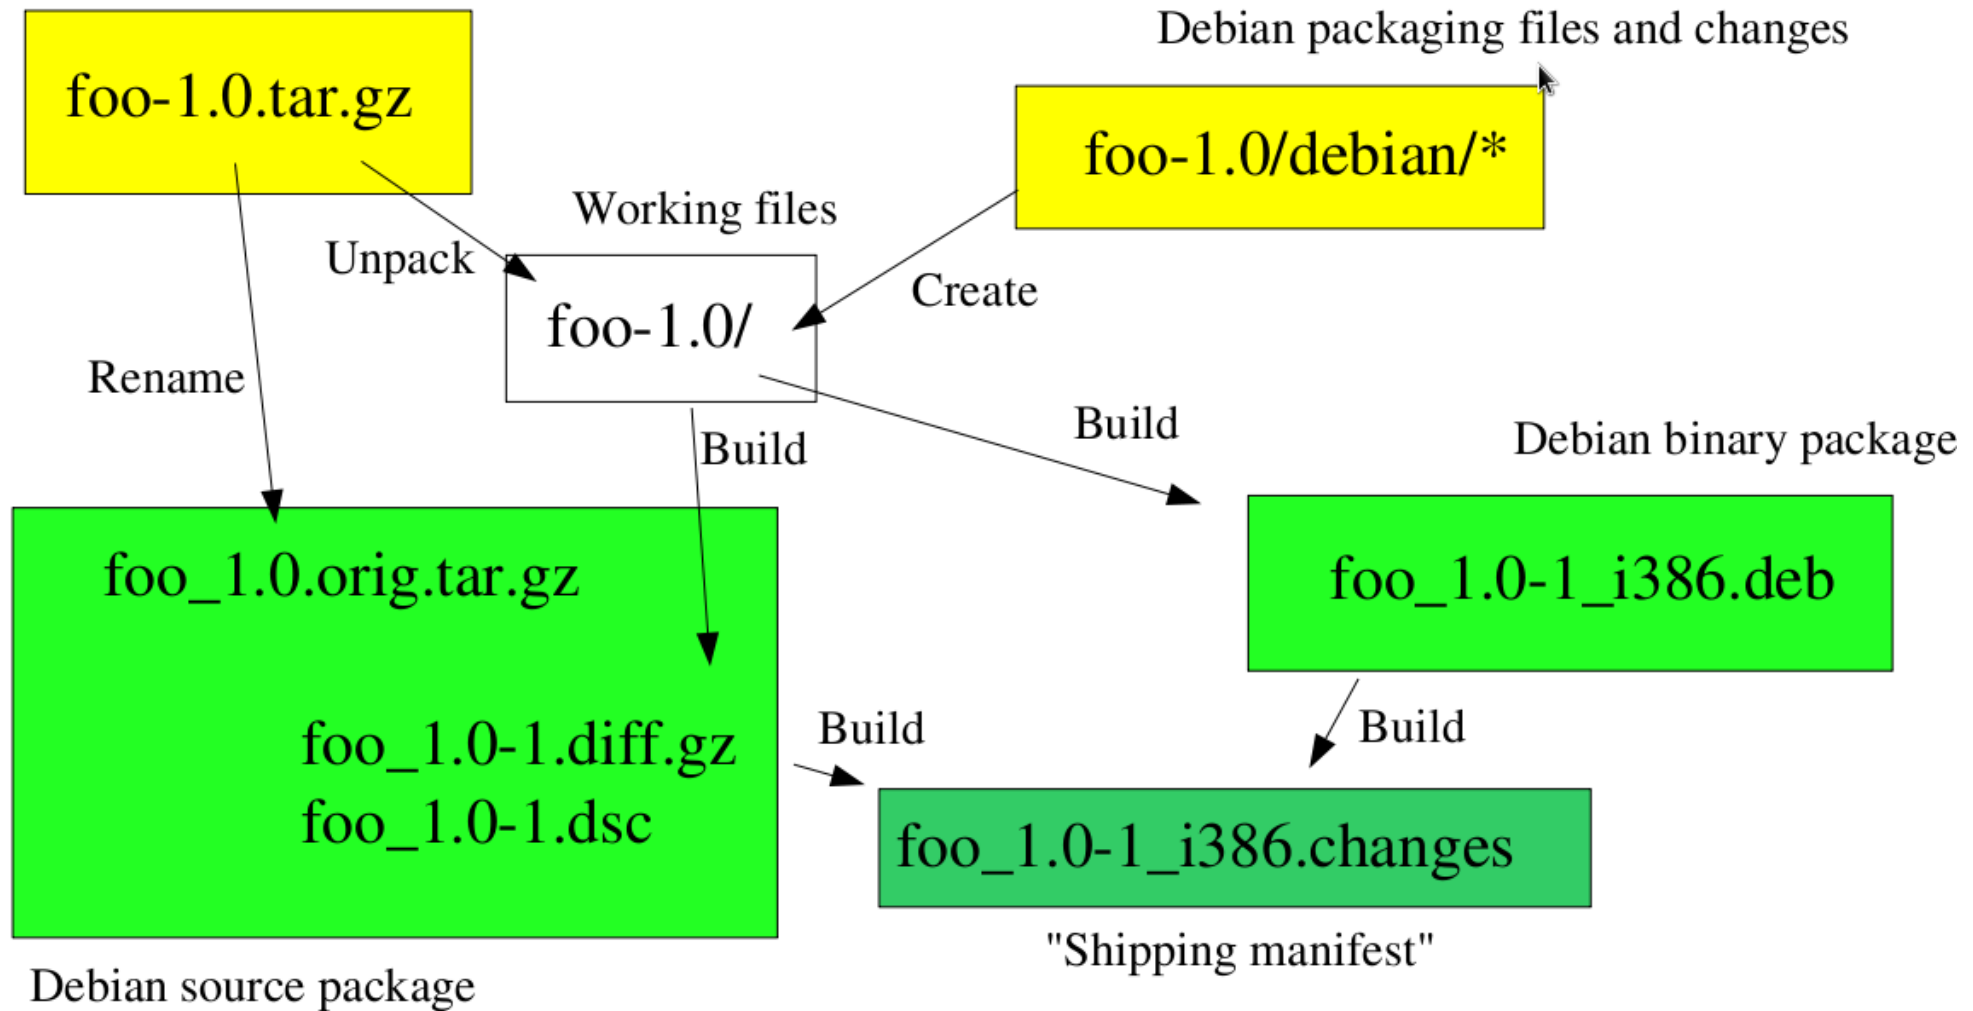 Debian packaging files and changes
foo-1.0.tar.gz
foo-1.0/debian/*
Working files
Unpack
Create
foo-1.0/
Rename
Build
Build
Debian binary package
foo_1.0.orig.tar.gz
foo_1.0-1_i386.deb
foo_1.0-1.diff.gz
foo_1.0-1.dsc
Build
Build
foo_1.0-1_i386.changes
"Shipping manifest"
Debian source package